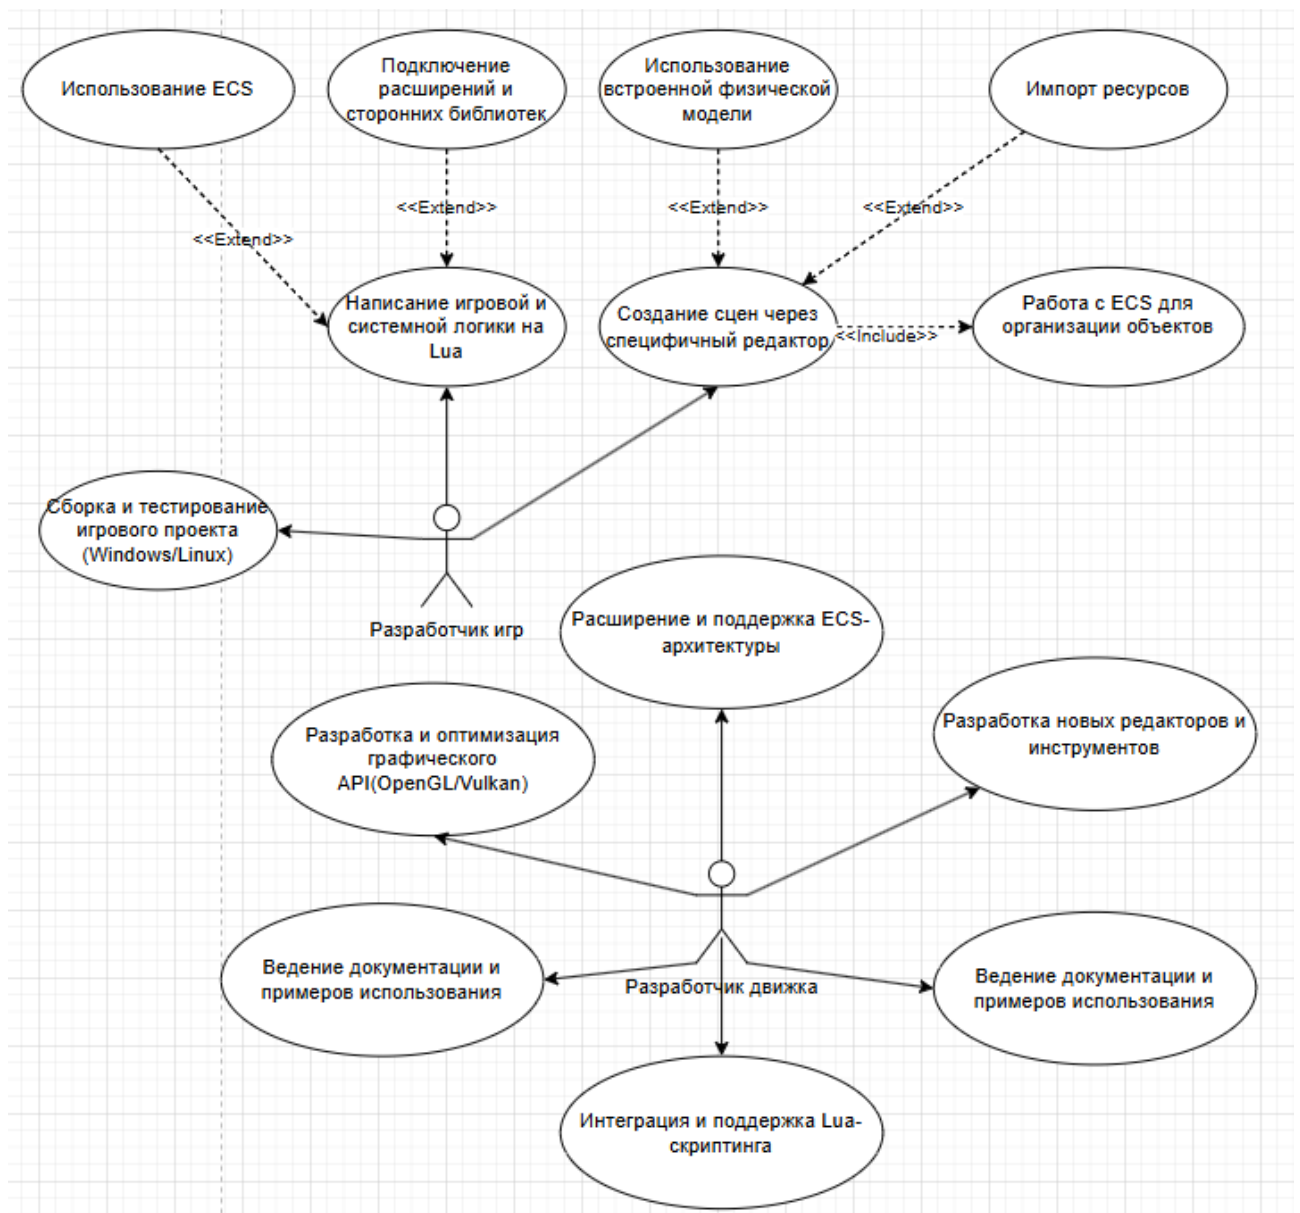 Использование ECS
Подключение
расширений и
сторонних библиотек
Использование
встроенной физической
модели
Импорт ресурсов
<<Extend>>
<<Extend>>
<<Extend>>
<<Extend>>
Написание игровой и
системной логики на
Lua
Создание сцен через
специфичный редактор
<<Include>>
Работа с ECS для
организации объектов
Сборка и тестирование
игрового проекта
(Windows/Linux)
Разработчик игр
Расширение и поддержка ECS-
архитектуры
Разработка и оптимизация
графического
API(OpenGL/Vulkan)
Разработка новых редакторов и
инструментов
Ведение документации и
примеров использования
Разработчик движка
Ведение документации и
примеров использования
Интеграция и поддержка Lua-
скриптинга